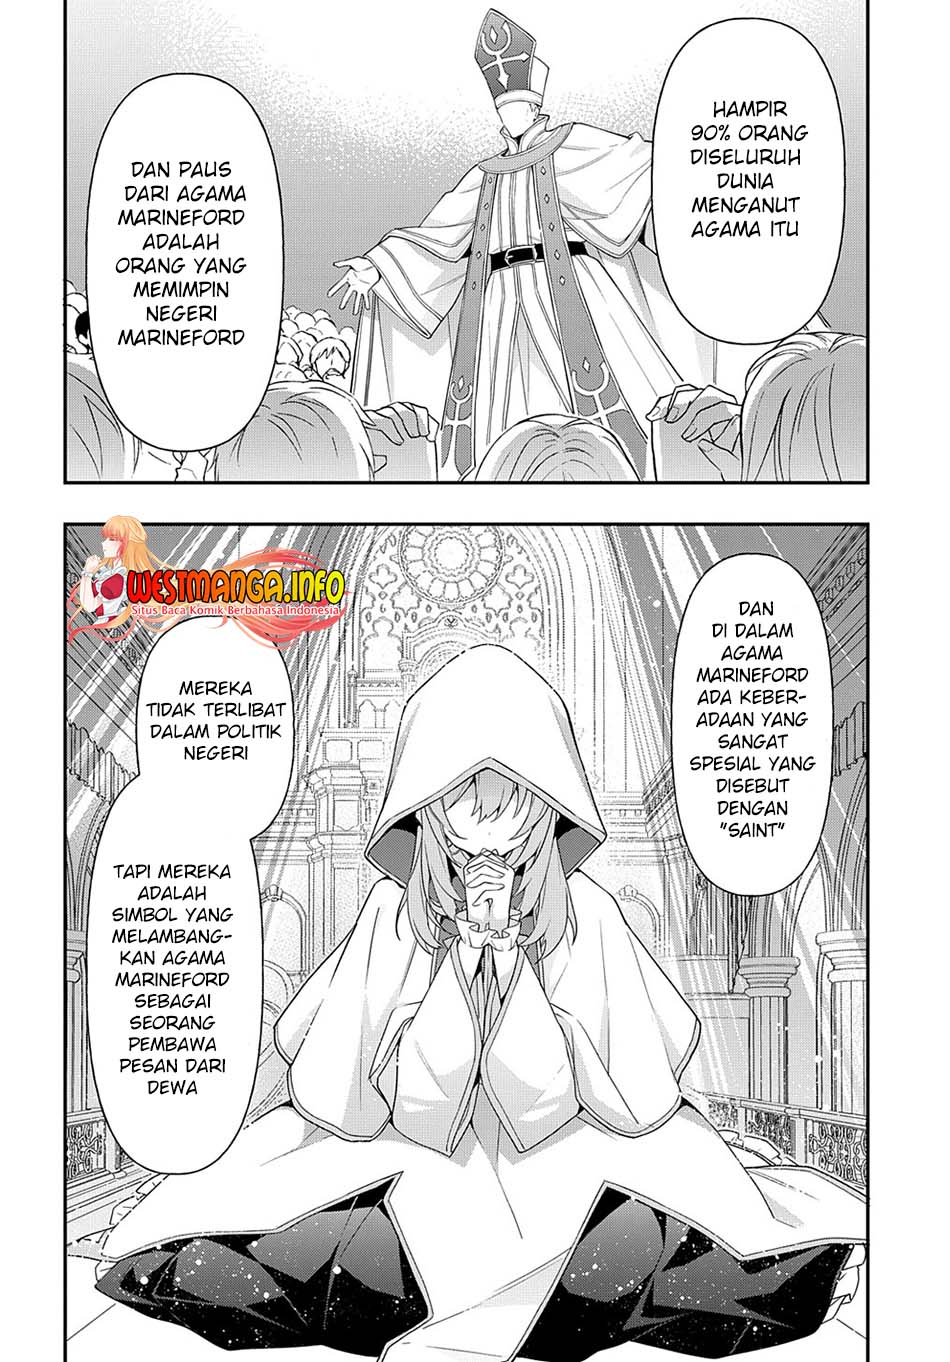 HAMPIR
90% ORANG
DISELURUH
DUNIA
MENGANUT
AGAMA ITU
DAN PAUS
DARI AGAMA
MARINEFORD
ADALAH
ORANG YANG
MEMIMPIN
NEGERI
MARINEFORD
DAN
DI DALAM
AGAMA
MARINEFORD
ADA KEBER-
ADAAN YANG
SANGAT
SPESIAL YANG
DISEBUT
DENGAN
"SAINT"
WESTMANGA.INFO
Situs Baca Komik Berbahasa Indonesia
MEREKA
TIDAK TERLIBAT
DALAM POLITIK
NEGERI
TAPI MEREKA
ADALAH
SIMBOL YANG
MELAMBANG-
KAN AGAMA
MARINEFORD
SEBAGAI
SEORANG
PEMBAWA
PESAN DARI
DEWA